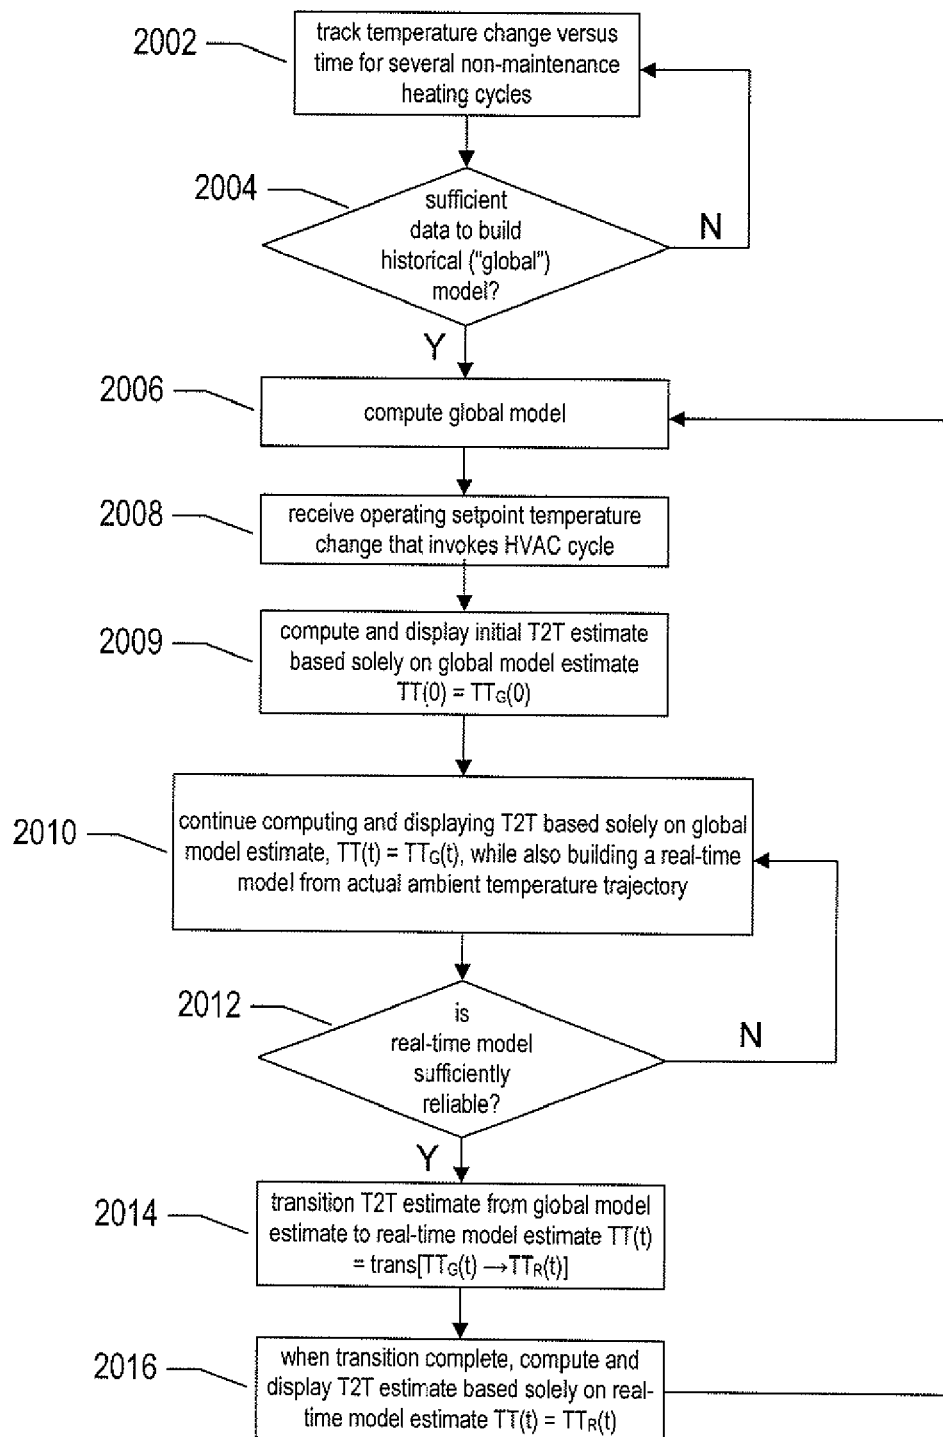 2002
track temperature change versus
time for several non-maintenance
heating cycles
2004
sufficient
data to build
historical ("global")
model?
N
Y
2006
compute global model
2008
receive operating setpoint temperature
change that invokes HVAC cycle
2009
compute and display initial T2T estimate
based solely on global model estimate
TT(0) = TTG(0)
2010
continue computing and displaying T2T based solely on global
model estimate, TT(t) = TTG(t), while also building a real-time
model from actual ambient temperature trajectory
2012
is
real-time model
sufficiently
reliable?
N
Y
2014
transition T2T estimate from global model
estimate to real-time model estimate TT(t)
= trans[TTG(t) →TTR(t)]
2016
when transition complete, compute and
display T2T estimate based solely on real-
time model estimate TT(t) = TTR(t)